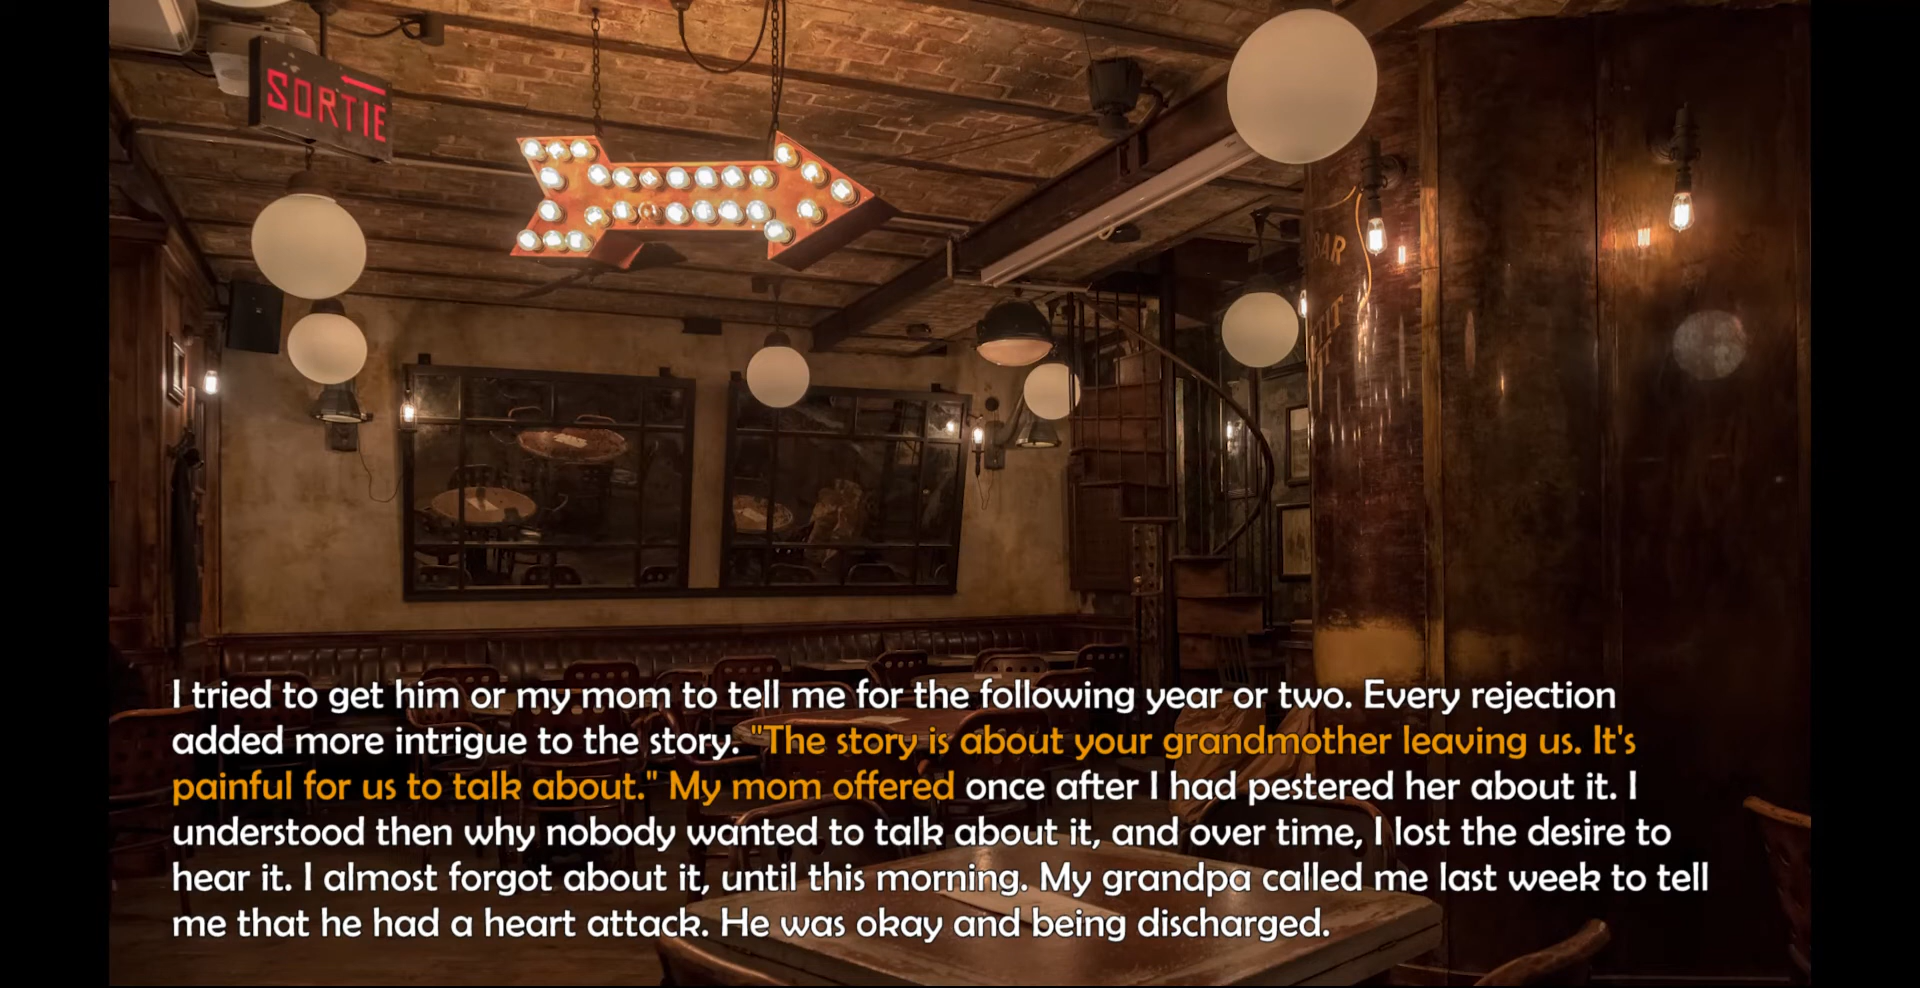 SORTIE
BAR
I tried to get him or my mom to tell me for the following year or two. Every rejection
added more intrigue to the story. "The story is about your grandmother leaving us. It's
painful for us to talk about." My mom offered once after I had pestered her about it. I
understood then why nobody wanted to talk about it, and over time, I lost the desire to
hear it. I almost forgot about it, until this morning. My grandpa called me last week to tell
me that he had a heart attack. He was okay and being discharged.